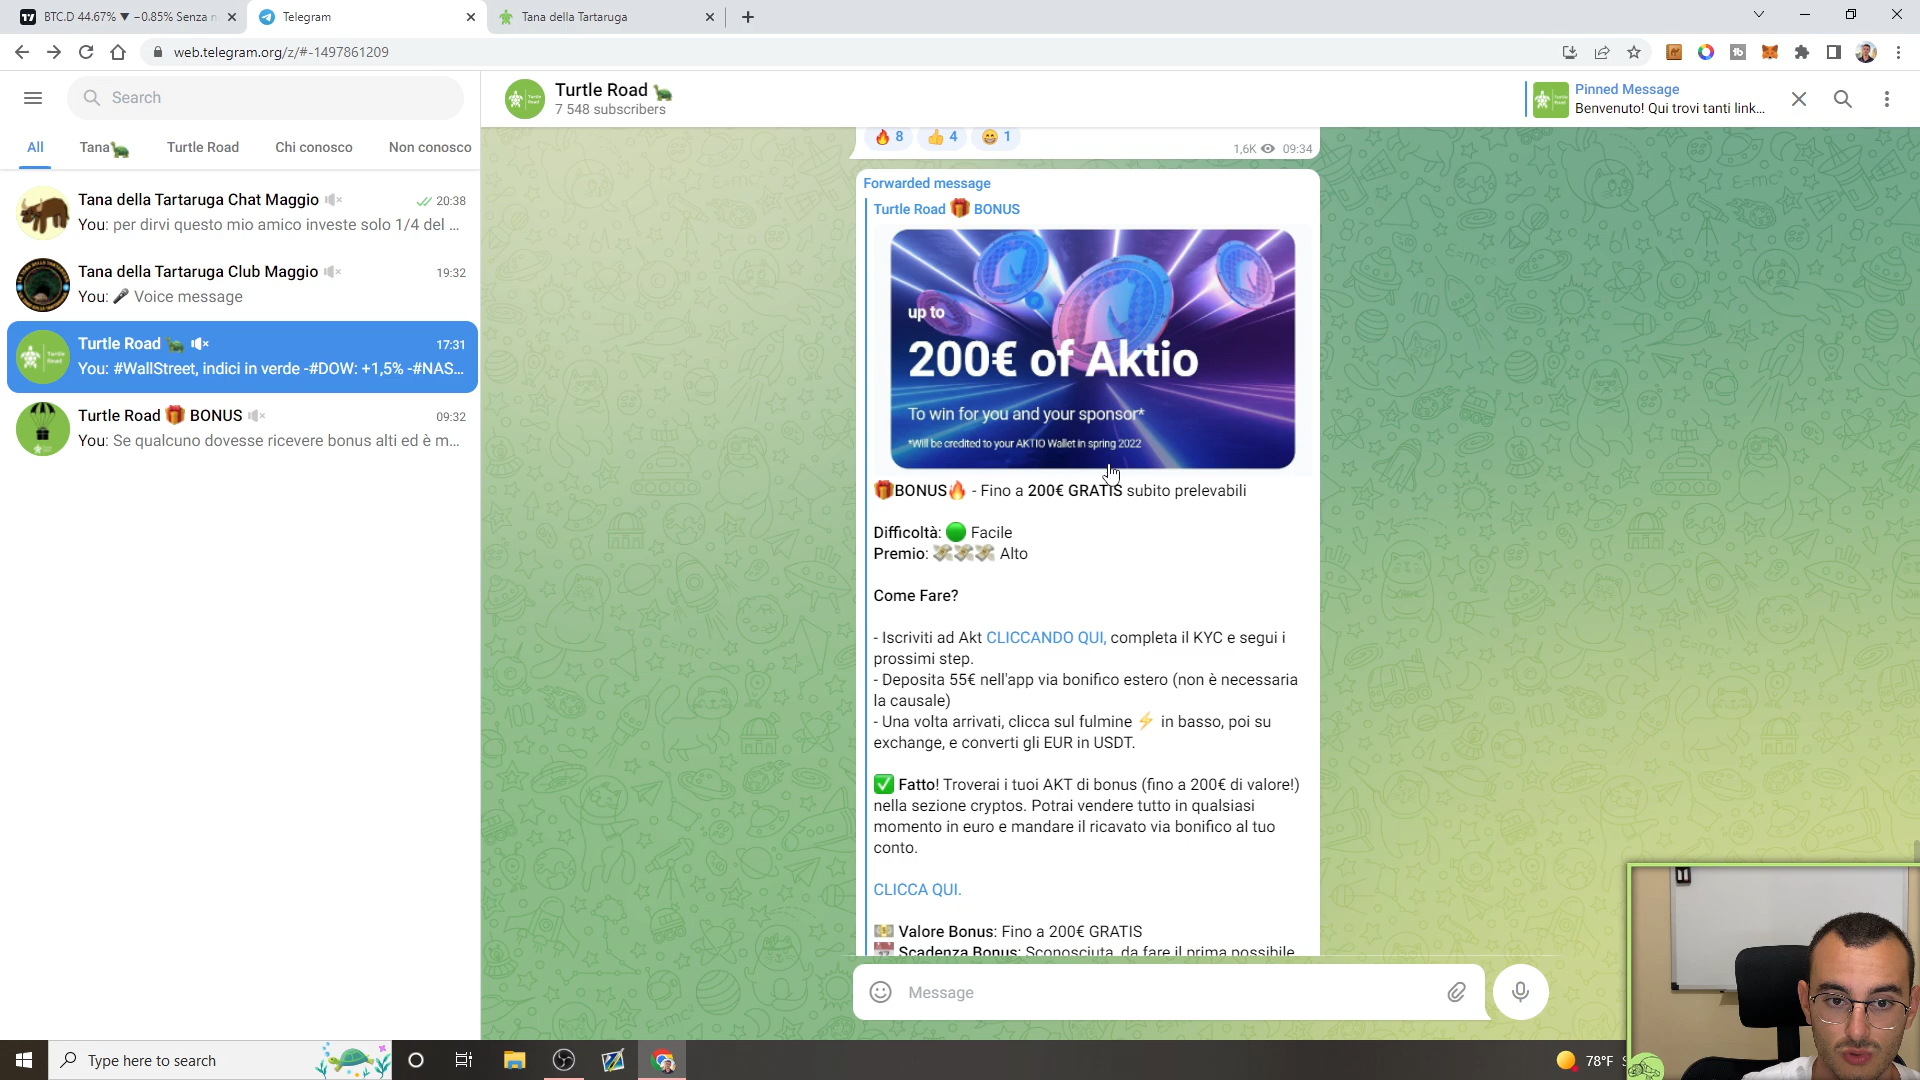 BTC.D 44.67% ▼ −0.85% Senza n
Telegram
Tana della Tartaruga
web.telegram.org/z/#-1497861209
Search
Turtle Road 🐢
7 548 subscribers
Pinned Message
Benvenuto! Qui trovi tanti link...
All
Tana🐢
Turtle Road
Chi conosco
Non conosco
Tana della Tartaruga Chat Maggio
20:38
You: per dirvi questo mio amico investe solo 1/4 del ...
Tana della Tartaruga Club Maggio
19:32
You: 🎤 Voice message
Turtle Road 🐢
17:31
You: #WallStreet, indici in verde -#DOW: +1,5% -#NAS...
Turtle Road 🎁 BONUS
09:32
You: Se qualcuno dovesse ricevere bonus alti ed è m...
🔥 8 👍 4 😁 1
1,6K 09:34
Forwarded message
Turtle Road 🎁 BONUS
up to
200€ of Aktio
To win for you and your sponsor*
*Will be credited to your AKTIO Wallet in spring 2022
🎁BONUS🔥 - Fino a 200€ GRATIS subito prelevabili
Difficoltà: 🟢 Facile
Premio: 💸💸💸 Alto
Come Fare?
- Iscriviti ad Akt CLICCANDO QUI, completa il KYC e segui i
prossimi step.
- Deposita 55€ nell'app via bonifico estero (non è necessaria
la causale)
- Una volta arrivati, clicca sul fulmine ⚡ in basso, poi su
exchange, e converti gli EUR in USDT.
✅ Fatto! Troverai i tuoi AKT di bonus (fino a 200€ di valore!)
nella sezione cryptos. Potrai vendere tutto in qualsiasi
momento in euro e mandare il ricavato via bonifico al tuo
conto.
CLICCA QUI.
💵 Valore Bonus: Fino a 200€ GRATIS
📅 Scadenza Bonus: Sconosciuta, da fare il prima possibile
Message
Type here to search
78°F